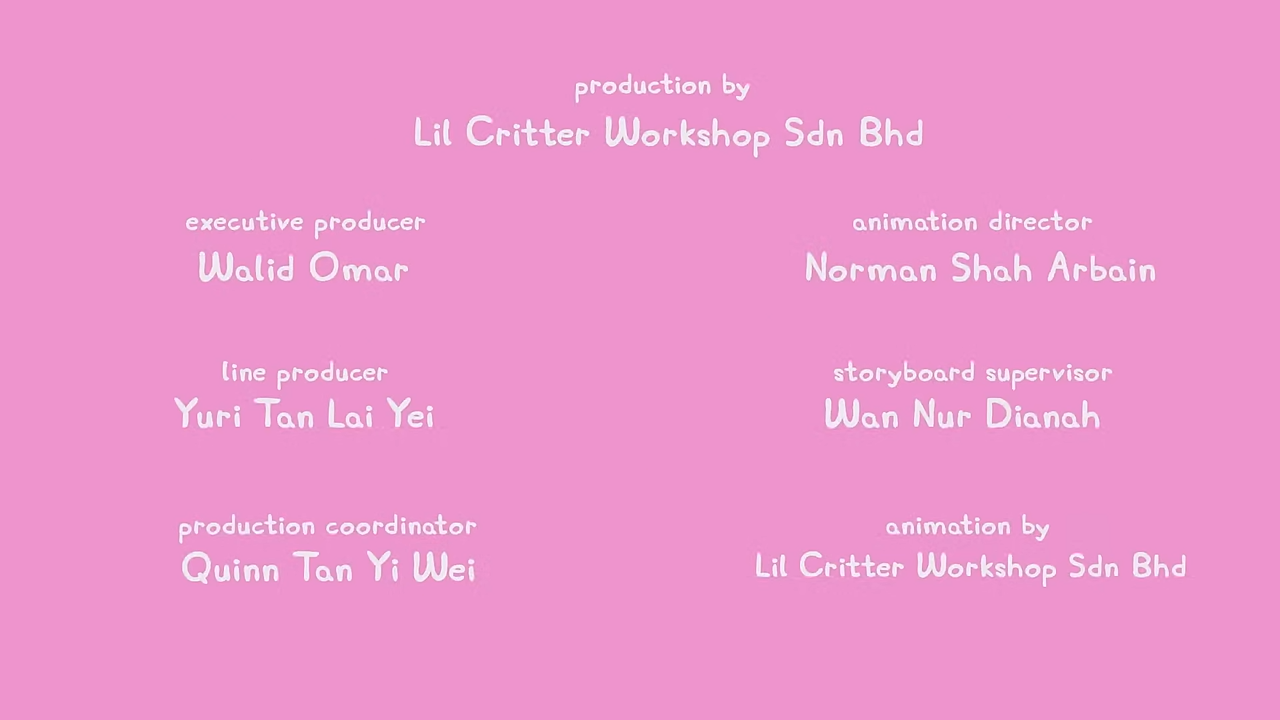 production by
Lil Critter Workshop Sdn Bhd
executive producer
Walid Omar
animation director
Norman Shah Arbain
line producer
Yuri Tan Lai Yei
storyboard supervisor
Wan Nur Dianah
production coordinator
Quinn Tan Yi Wei
animation by
Lil Critter Workshop Sdn Bhd